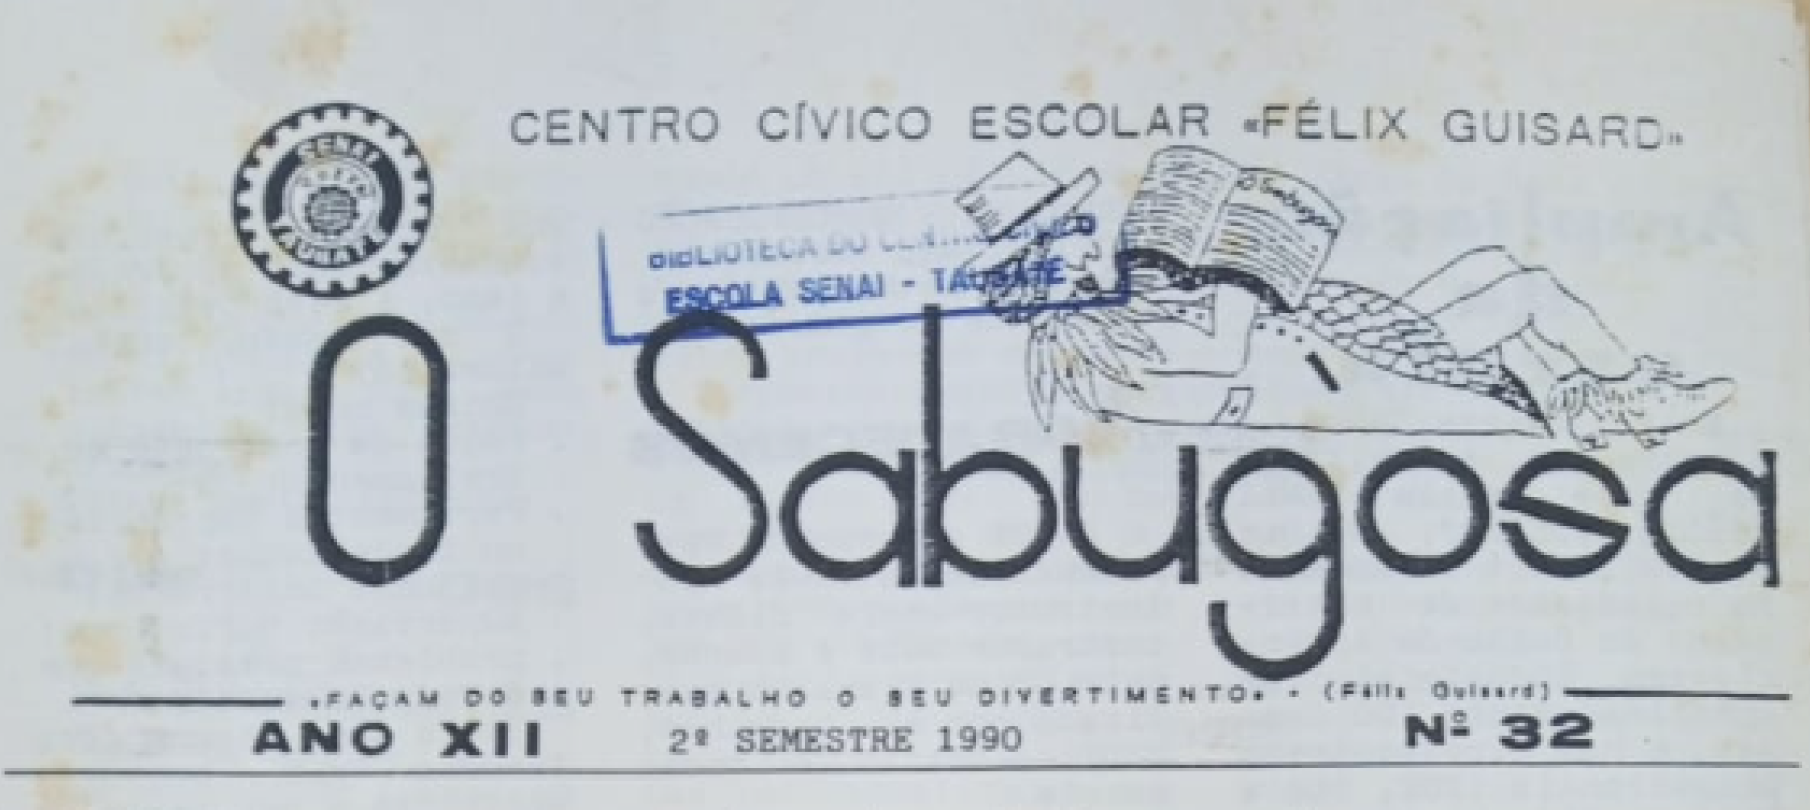 CENTRO CÍVICO ESCOLAR «FÉLIX GUISARD»
SENAI
TAUBATÉ
BIBLIOTECA DO CENTRO CÍVICO
ESCOLA SENAI - TAUBATÉ
O Sabugosa
O Sabugosa
«FAÇAM DO SEU TRABALHO O SEU DIVERTIMENTO» - (Félix Guisard)
ANO XII 2º SEMESTRE 1990 Nº 32